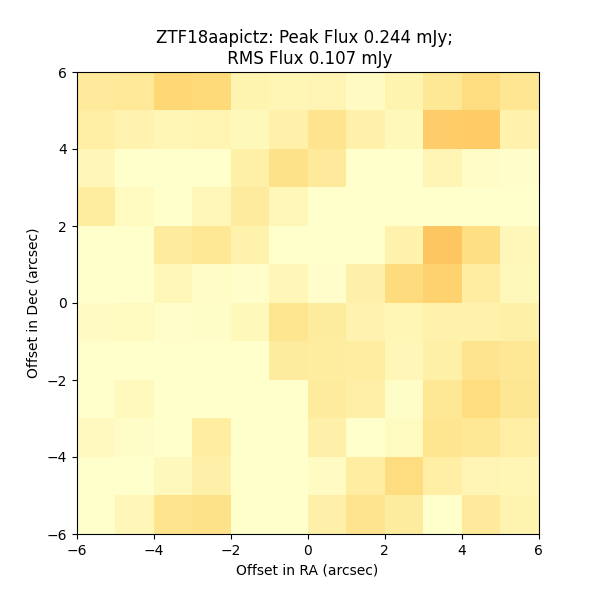 ZTF18aapictz: Peak Flux 0.244 mJy;
RMS Flux 0.107 mJy
6
4
2
0
−2
−4
−6
Offset in Dec (arcsec)
−6 −4 −2 0 2 4 6
Offset in RA (arcsec)